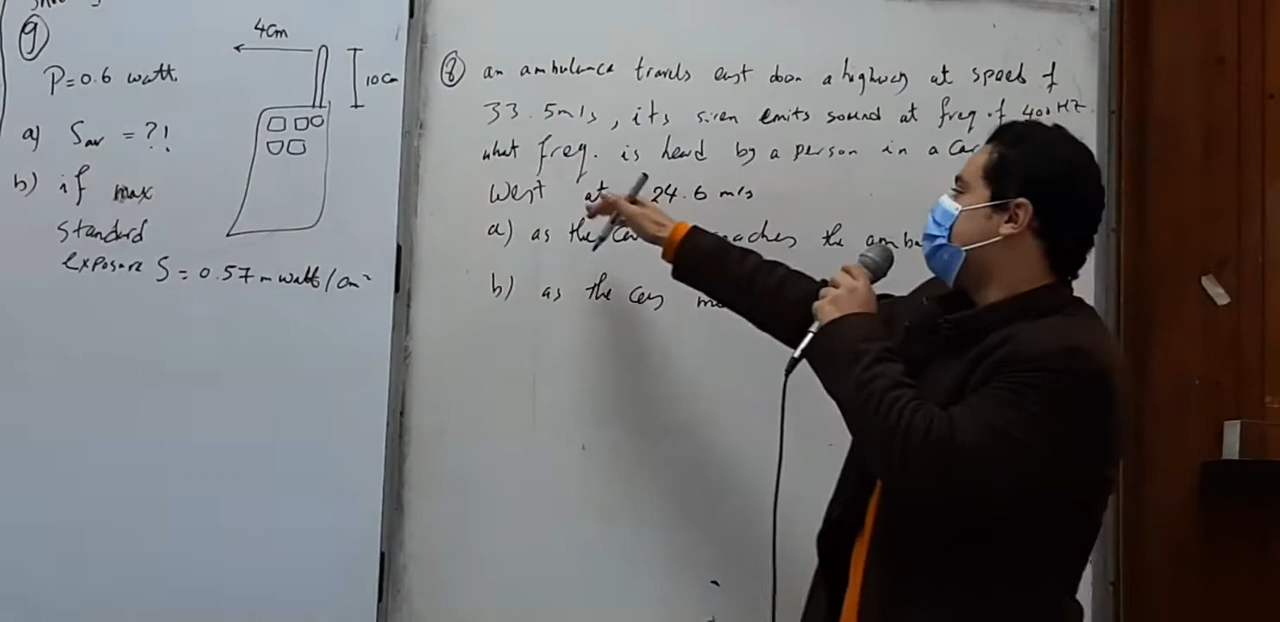 9
P=0.6 watt.
a) Sav = ?!
b) if max
standard
exposure S = 0.57 m watt/cm²
4cm
10cm
8 an ambulance travels east down a highway at speed of
33.5m/s, its siren emits sound at freq of 400 HZ
what freq. is heard by a person in a car
West at 24.6 m/s
a) as the the
b) as the